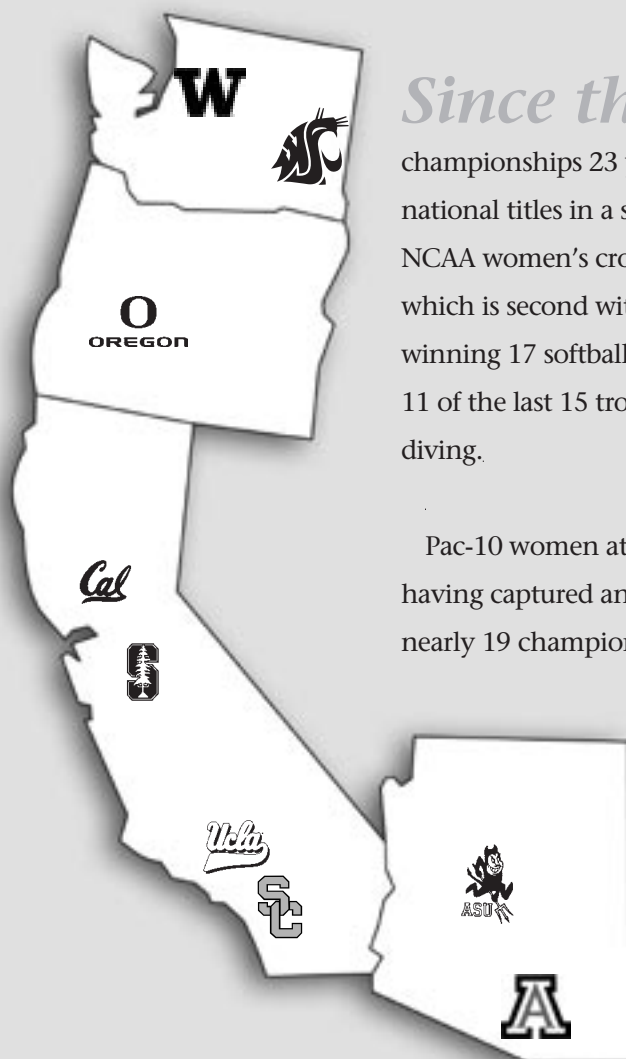 W
WSC
Since th
championships 23
national titles in a s
NCAA women's cro
which is second wit
winning 17 softball
11 of the last 15 tro
diving.
O
OREGON
Pac-10 women at
having captured an
nearly 19 champion
Cal
S
Ucla
SC
ASU
A